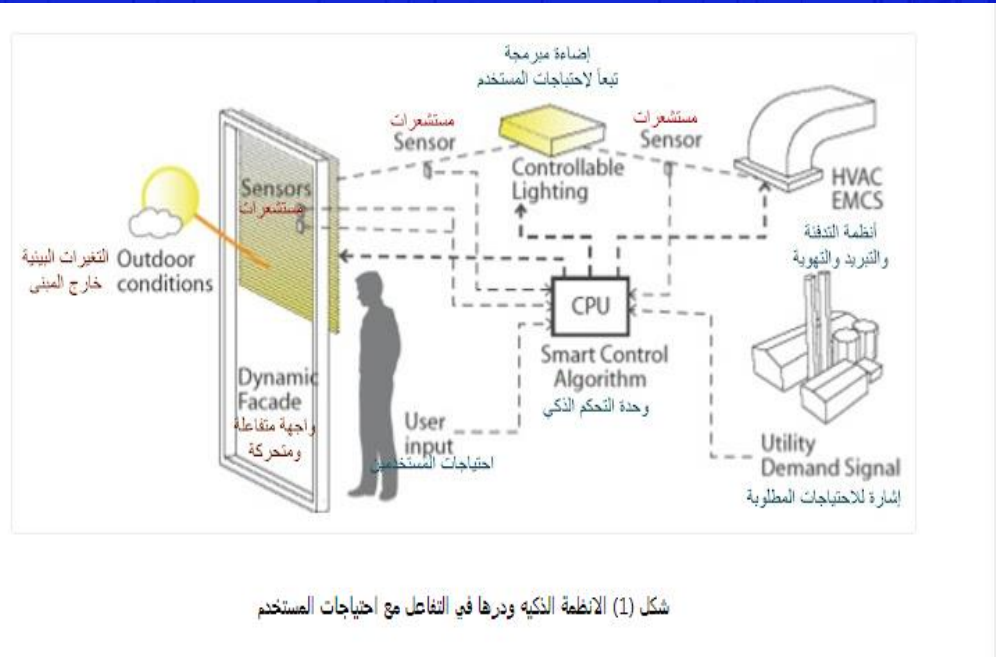 إضاءة مبرمجة
تبعاً لإحتياجات المستخدم
مستشعرات
Sensor
مستشعرات
Sensor
Controllable
Lighting
HVAC
EMCS
أنظمة التدفئة
والتبريد والتهوية
Sensors
مستشعرات
التغيرات البيئية
خارج المبنى
Outdoor
conditions
CPU
Smart Control
Algorithm
وحدة التحكم الذكي
Dynamic
Facade
واجهة متفاعلة
ومتحركة
User
input
احتياجات المستخدمين
Utility
Demand Signal
إشارة للاحتياجات المطلوبة
شكل (1) الانظمة الذكيه ودرها في التفاعل مع احتياجات المستخدم